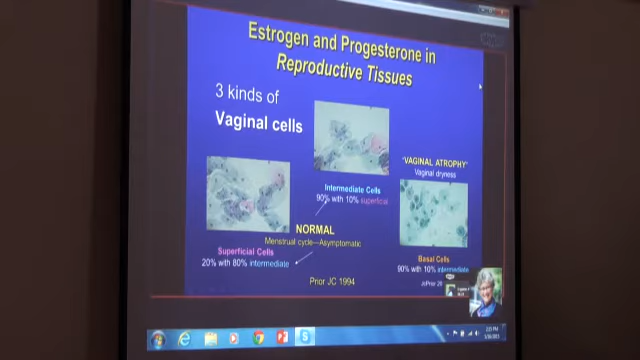 Estrogen and Progesterone in
Reproductive Tissues
3 kinds of
Vaginal cells
"VAGINAL ATROPHY"
Vaginal dryness
Intermediate Cells
90% with 10% superficial
NORMAL
Menstrual cycle—Asymptomatic
Superficial Cells
20% with 80% intermediate
Basal Cells
90% with 10% intermediate
Prior JC 1994